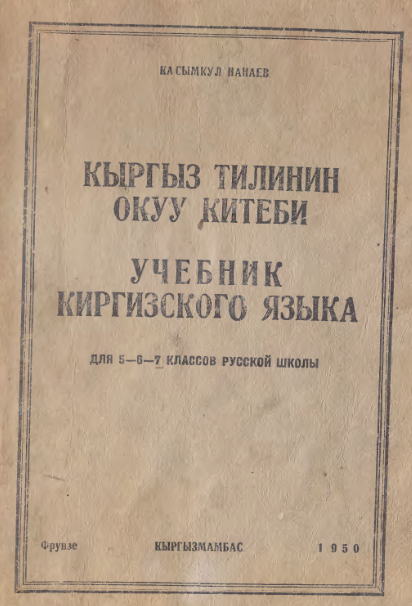 КАСЫМКУЛ НАНАЕВ
КЫРГЫЗ ТИЛИНИН
ОКУУ КИТЕБИ
УЧЕБНИК
КИРГИЗСКОГО ЯЗЫКА
ДЛЯ 5—6—7 КЛАССОВ РУССКОЙ ШКОЛЫ
Фрунзе КЫРГЫЗМАМБАС 1950